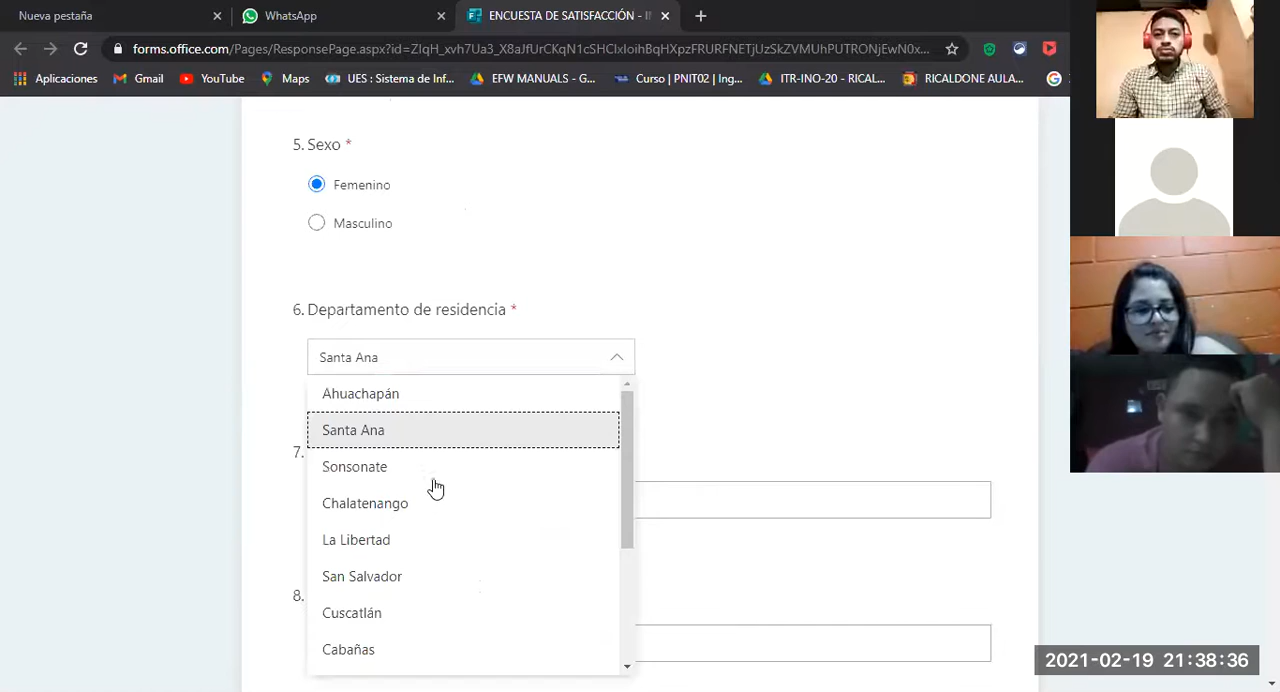 Nueva pestaña
WhatsApp
ENCUESTA DE SATISFACCIÓN - I
forms.office.com/Pages/ResponsePage.aspx?id=ZIqH_xvh7Ua3_X8aJfUrCKqN1cSHCIxloihBqHXpzFRURFNETjUzSkZVMUhPUTRONjEwN0x...
Aplicaciones
Gmail
YouTube
Maps
UES : Sistema de Inf...
EFW MANUALS - G...
Curso | PNIT02 | Ing...
ITR-INO-20 - RICAL...
RICALDONE AULA...
5. Sexo *
Femenino
Masculino
6. Departamento de residencia *
Santa Ana
Ahuachapán
Santa Ana
Sonsonate
7.
Chalatenango
La Libertad
San Salvador
8.
Cuscatlán
Cabañas
2021-02-19 21:38:36